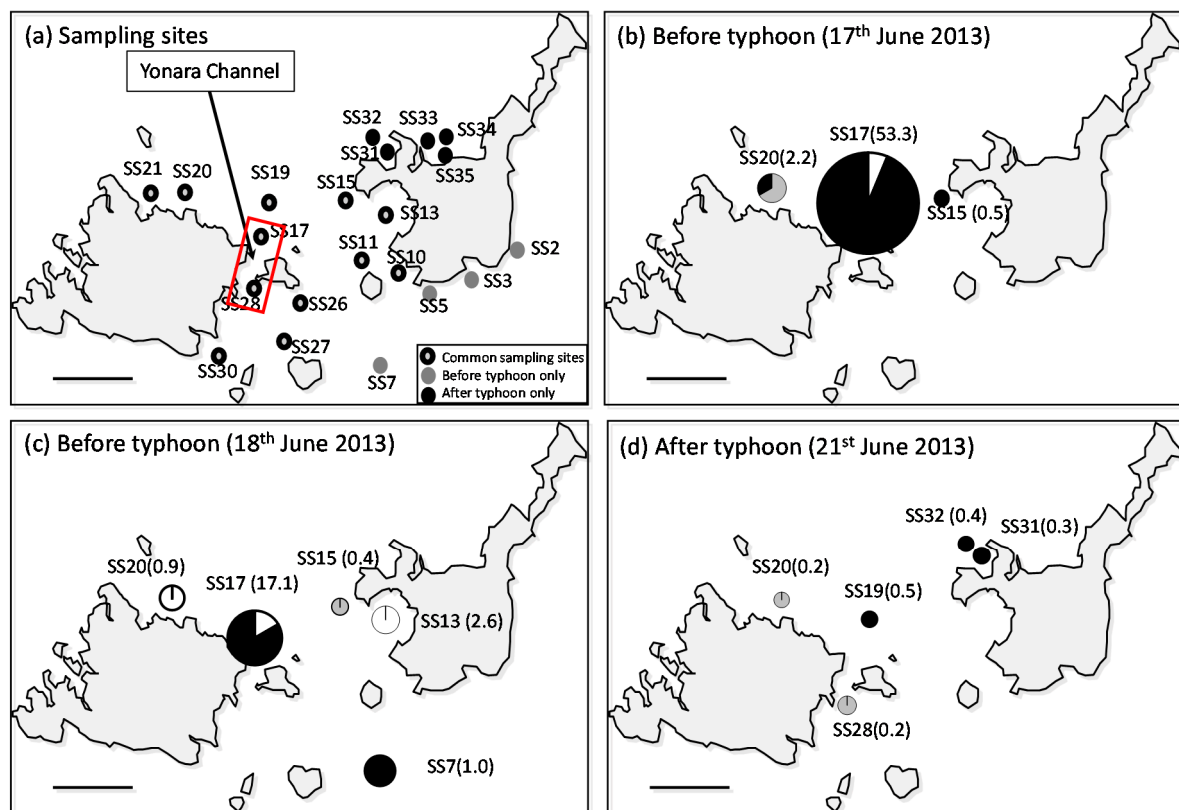 (a) Sampling sites
Yonara Channel
SS32
SS33
SS34
SS31
SS35
SS21
SS20
SS19
SS15
SS13
SS17
SS11
SS10
SS2
SS3
SS5
SS28
SS26
SS27
SS30
SS7
Common sampling sites
Before typhoon only
After typhoon only
(b) Before typhoon (17th June 2013)
SS17(53.3)
SS20(2.2)
SS15 (0.5)
(c) Before typhoon (18th June 2013)
SS20(0.9)
SS17 (17.1)
SS15 (0.4)
SS13 (2.6)
SS7(1.0)
(d) After typhoon (21st June 2013)
SS32 (0.4)
SS31(0.3)
SS20(0.2)
SS19(0.5)
SS28(0.2)